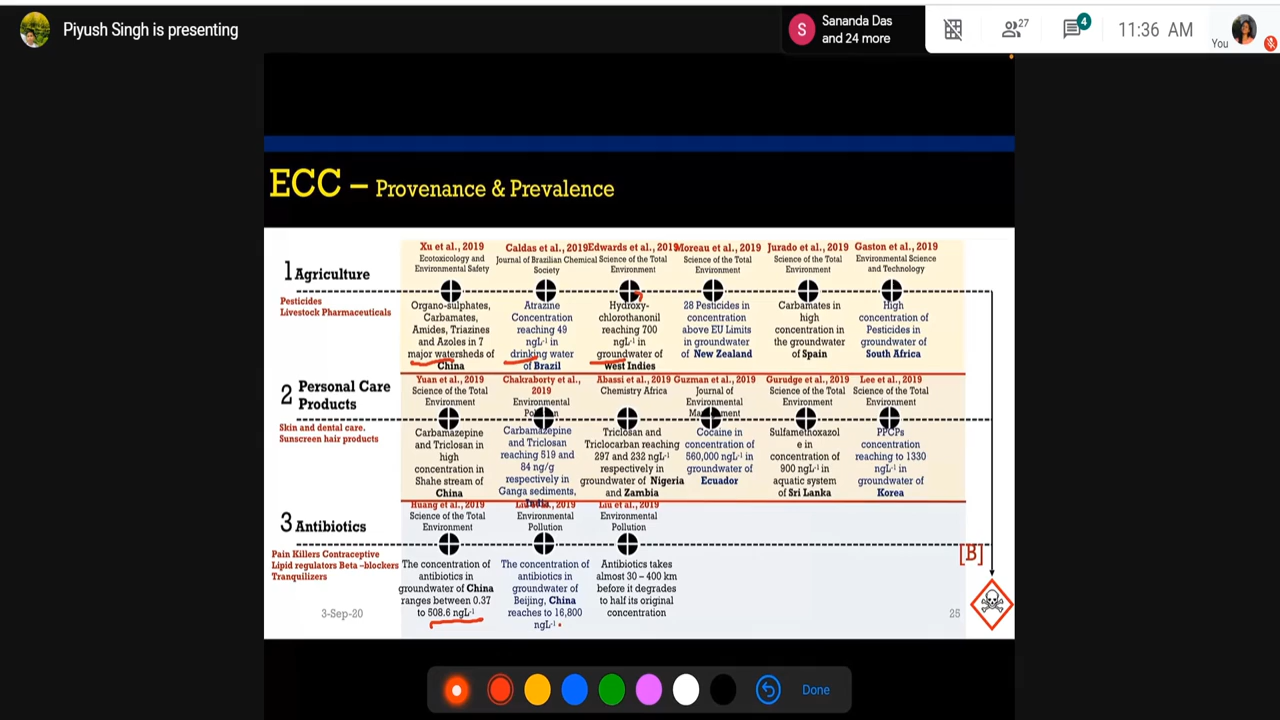 Piyush Singh is presenting
S
Sananda Das
and 24 more
27
4
11:36 AM
You
ECC – Provenance & Prevalence
1 Agriculture
Pesticides
Livestock Pharmaceuticals
Xu et al., 2019
Ecotoxicology and
Environmental Safety
Organo-sulphates,
Carbamates,
Amides, Triazines
and Azoles in 7
major watersheds of
China
Caldas et al., 2019
Journal of Brazilian Chemical
Society
Atrazine
Concentration
reaching 49
ngL-1 in
drinking water
of Brazil
Edwards et al., 2019
Science of the Total
Environment
Hydroxy-
chlorothanonil
reaching 700
ngL-1 in
groundwater of
West Indies
Moreau et al., 2019
Science of the Total
Environment
28 Pesticides in
concentration
above EU Limits
in groundwater
of New Zealand
Jurado et al., 2019
Science of the Total
Environment
Carbamates in
high
concentration in
the groundwater
of Spain
Gaston et al., 2019
Environmental Science
and Technology
High
concentration of
Pesticides in
groundwater of
South Africa
2 Personal Care
Products
Skin and dental care.
Sunscreen hair products
Yuan et al., 2019
Science of the Total
Environment
Carbamazepine
and Triclosan in
high
concentration in
Shahe stream of
China
Chakraborty et al.,
2019
Environmental
Carbamazepine
and Triclosan
reaching 519 and
84 ng/g
respectively in
Ganga sediments,
India
Abassi et al., 2019
Chemistry Africa
Triclosan and
Triclocarban reaching
297 and 232 ngL-1
respectively in
groundwater of Nigeria
and Zambia
Guzman et al., 2019
Journal of
Environmental
Management
Cocaine in
concentration of
560,000 ngL-1 in
groundwater of
Ecuador
Gurudge et al., 2019
Science of the Total
Environment
Sulfamethoxazol
e in
concentration of
900 ngL-1 in
aquatic system
of Sri Lanka
Lee et al., 2019
Science of the Total
Environment
PPCPs
concentration
reaching to 1330
ngL-1 in
groundwater of
Korea
3 Antibiotics
Pain Killers Contraceptive
Lipid regulators Beta –blockers
Tranquilizers
Huang et al., 2019
Science of the Total
Environment
The concentration of
antibiotics in
groundwater of China
ranges between 0.37
to 508.6 ngL-1
2019
Environmental
Pollution
The concentration of
antibiotics in
groundwater of
Beijing, China
reaches to 16,800
ngL-1
Liu et al., 2019
Environmental
Pollution
Antibiotics takes
almost 30 – 400 km
before it degrades
to half its original
concentration
[B]
3-Sep-20
25
Done